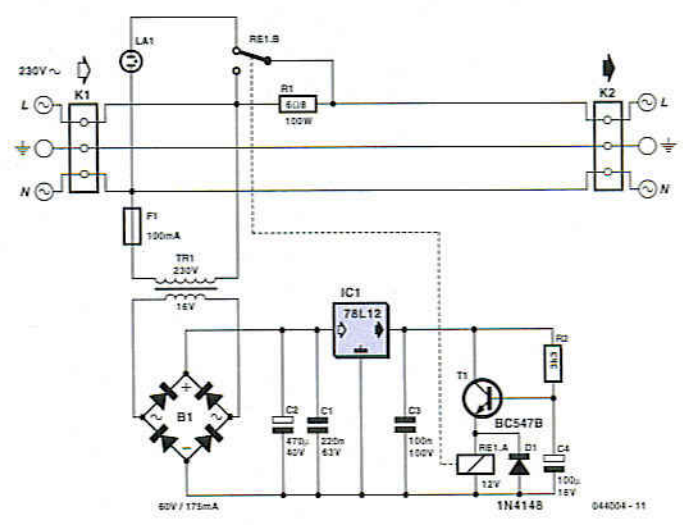 LA1
RE1.B
230V ~
K1
R1
K2
L
6Ω8
L
100W
N
N
F1
100mA
TR1
230V
16V
IC1
78L12
R2
3k3
T1
B1
C2
470µ
40V
C1
220n
63V
C3
100n
100V
BC547B
RE1.A
D1
C4
12V
100µ
16V
60V / 175mA
1N4148
044004 - 11